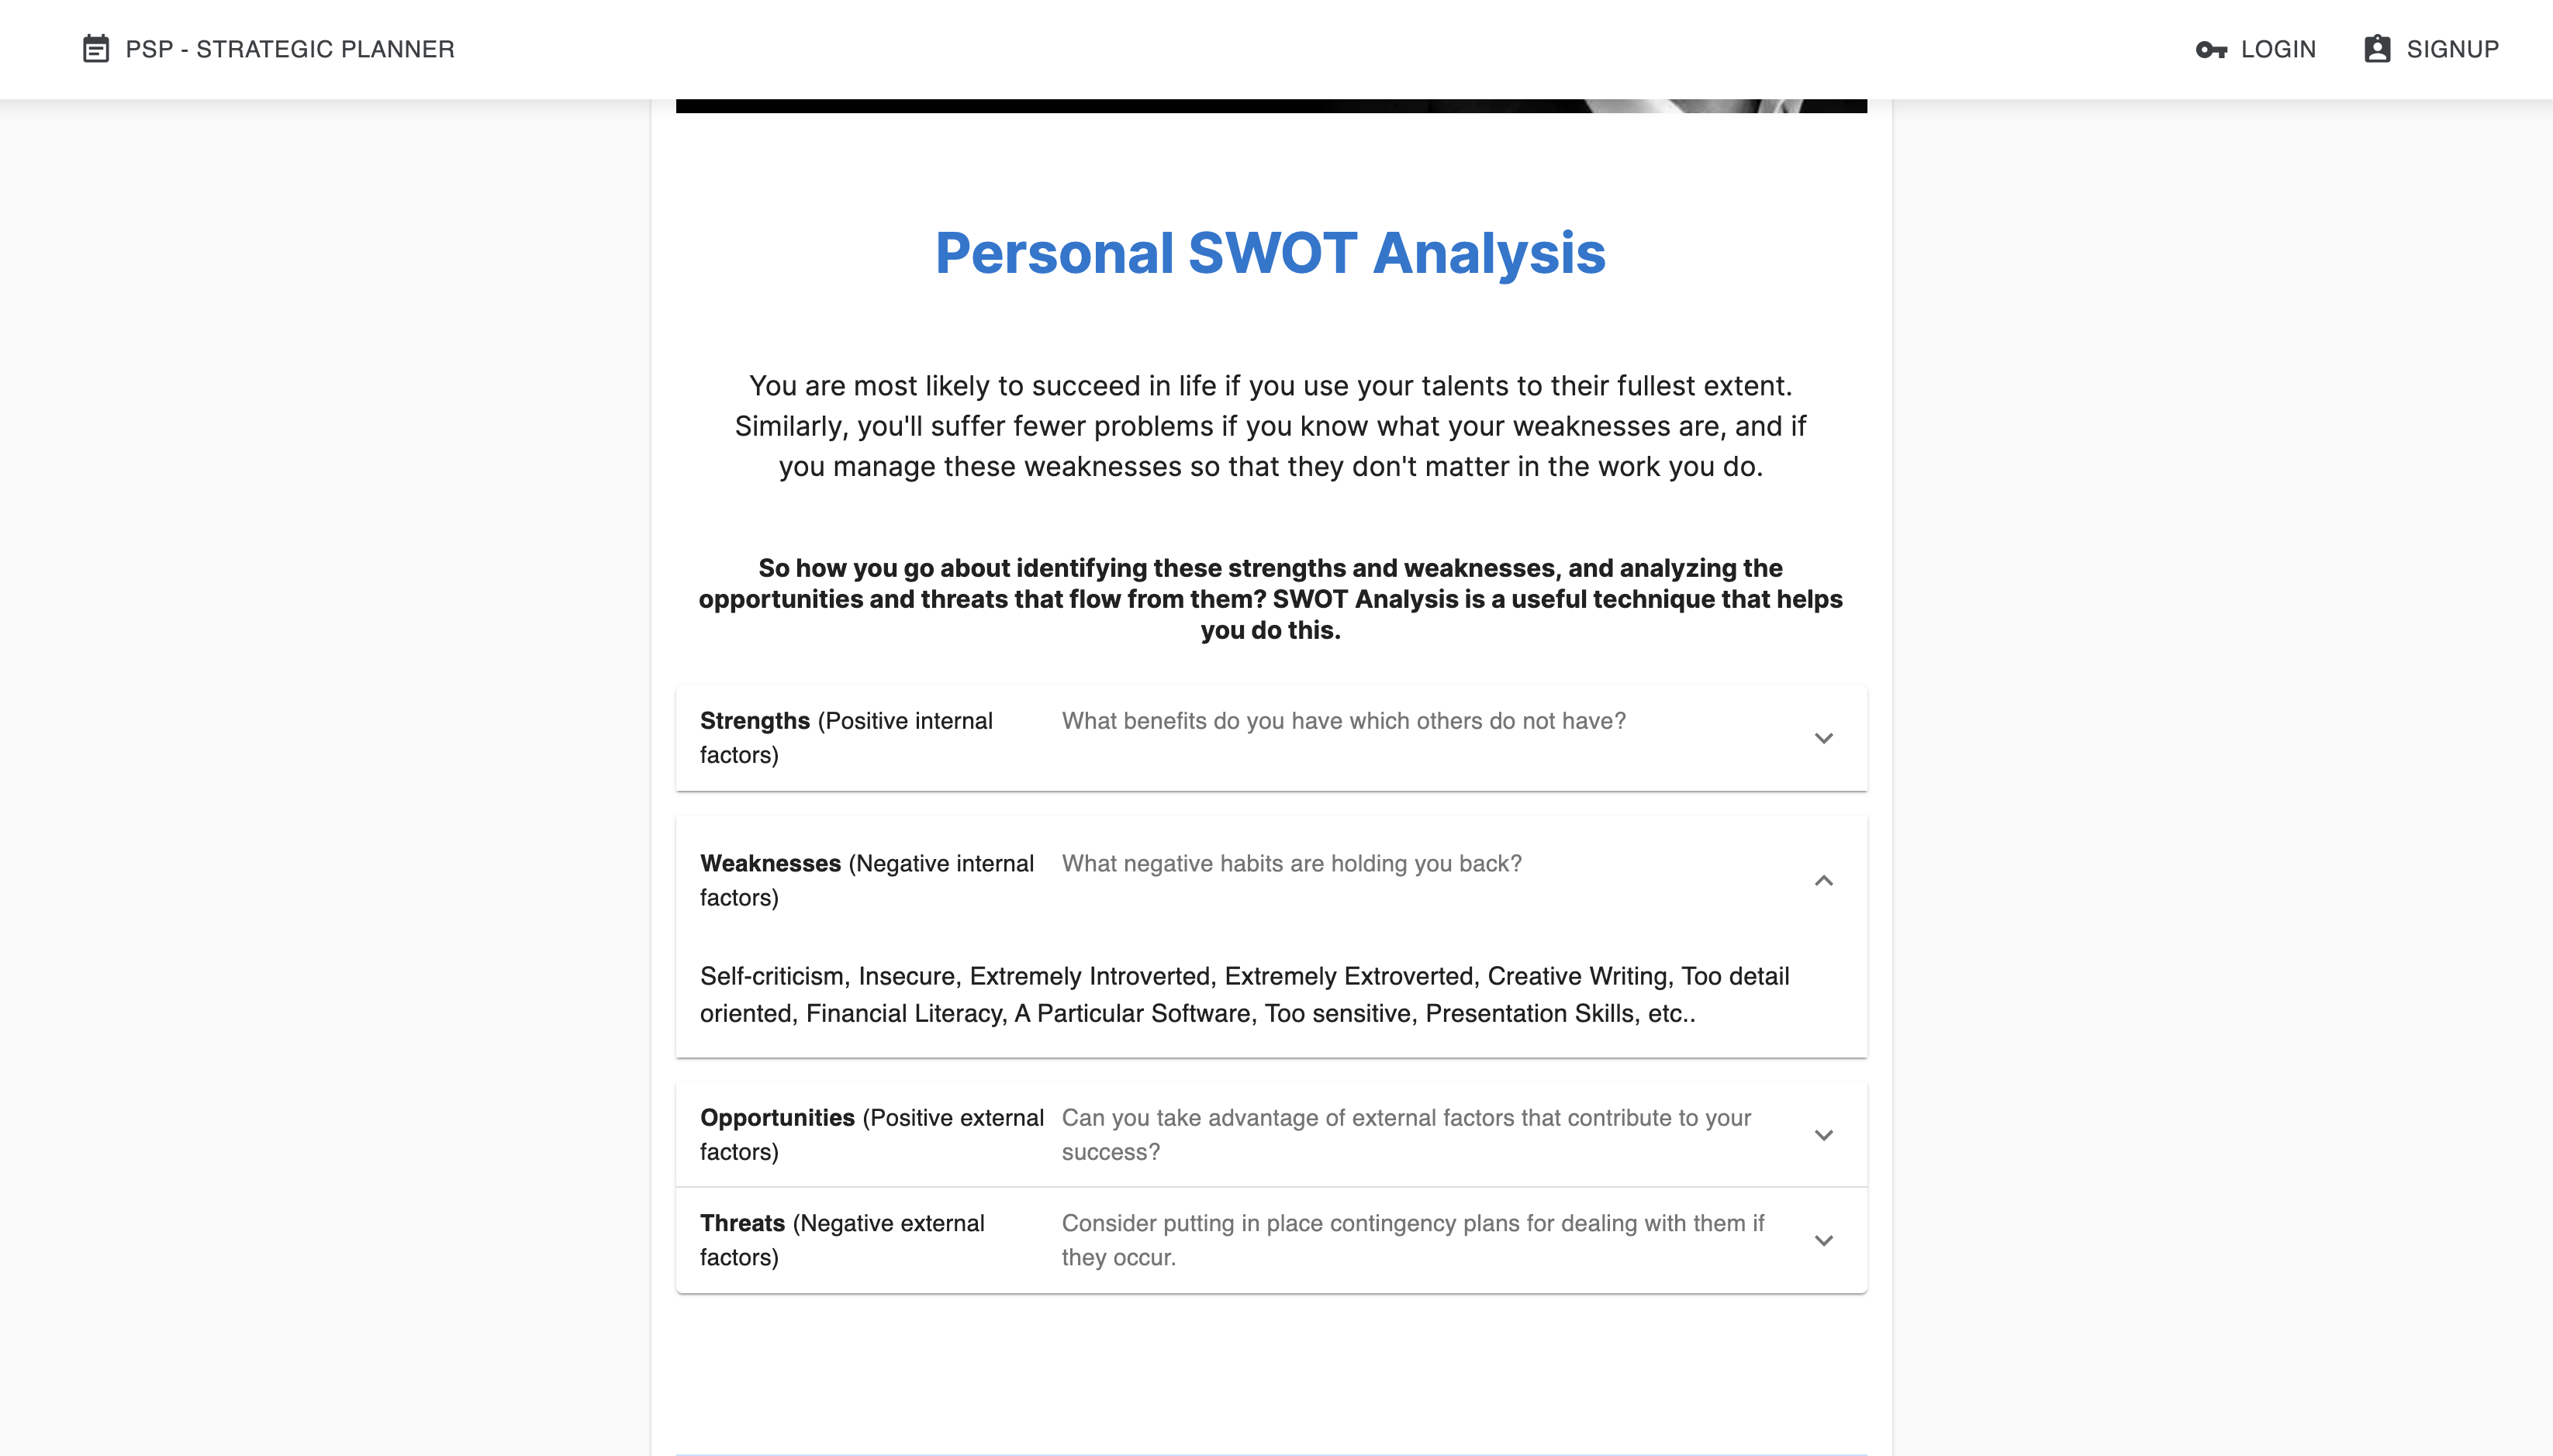 PSP - STRATEGIC PLANNER
LOGIN
SIGNUP
Personal SWOT Analysis
You are most likely to succeed in life if you use your talents to their fullest extent.
Similarly, you'll suffer fewer problems if you know what your weaknesses are, and if
you manage these weaknesses so that they don't matter in the work you do.
So how you go about identifying these strengths and weaknesses, and analyzing the
opportunities and threats that flow from them? SWOT Analysis is a useful technique that helps
you do this.
Strengths (Positive internal
factors)
What benefits do you have which others do not have?
Weaknesses (Negative internal
factors)
What negative habits are holding you back?
Self-criticism, Insecure, Extremely Introverted, Extremely Extroverted, Creative Writing, Too detail
oriented, Financial Literacy, A Particular Software, Too sensitive, Presentation Skills, etc..
Opportunities (Positive external
factors)
Can you take advantage of external factors that contribute to your
success?
Threats (Negative external
factors)
Consider putting in place contingency plans for dealing with them if
they occur.